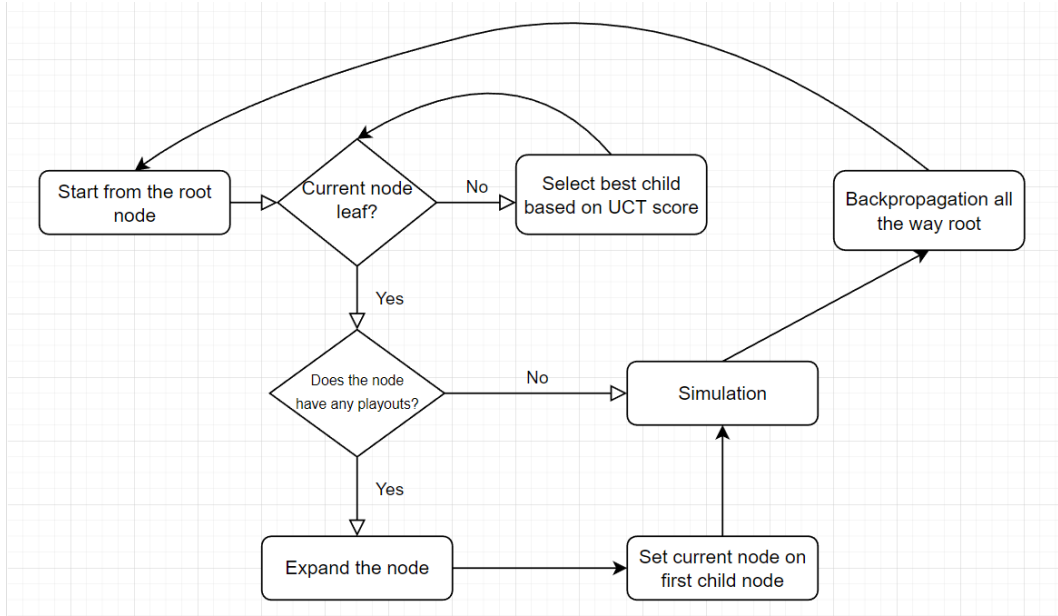 Start from the root
node
Current node
leaf?
No
Select best child
based on UCT score
Backpropagation all
the way root
Yes
Does the node
have any playouts?
No
Simulation
Yes
Expand the node
Set current node on
first child node